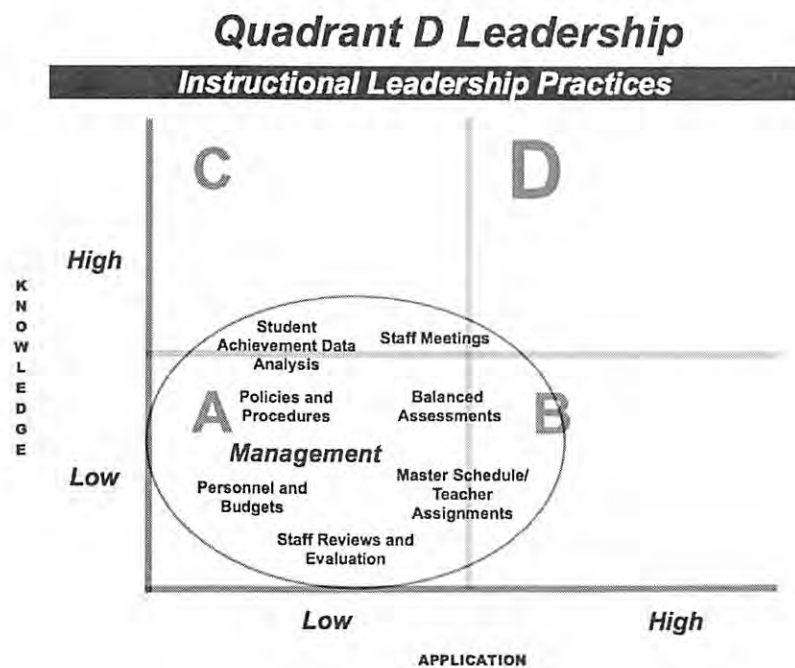 Quadrant D Leadership
Instructional Leadership Practices
C
D
High
KNOWLEDGE
Student
Achievement Data
Analysis
Staff Meetings
A
Policies and
Procedures
Balanced
Assessments
B
Management
Low
Personnel and
Budgets
Master Schedule/
Teacher
Assignments
Staff Reviews and
Evaluation
Low
High
APPLICATION